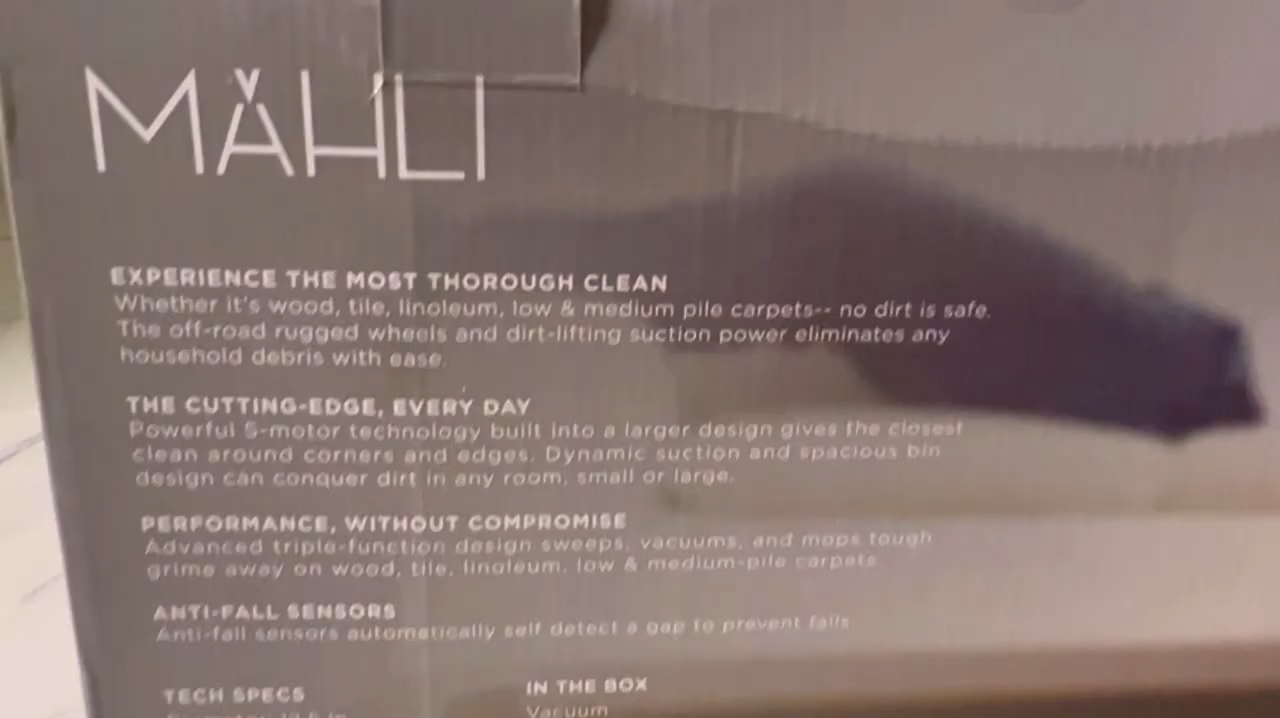 MÄHLI
EXPERIENCE THE MOST THOROUGH CLEAN
Whether it's wood, tile, linoleum, low & medium pile carpets-- no dirt is safe.
The off-road rugged wheels and dirt-lifting suction power eliminates any
household debris with ease.
THE CUTTING-EDGE, EVERY DAY
Powerful 5-motor technology built into a larger design gives the closest
clean around corners and edges. Dynamic suction and spacious bin
design can conquer dirt in any room, small or large.
PERFORMANCE, WITHOUT COMPROMISE
Advanced triple-function design sweeps, vacuums, and mops tough
grime away on wood, tile, linoleum, low & medium-pile carpets.
ANTI-FALL SENSORS
Anti-fall sensors automatically self detect a gap to prevent falls.
TECH SPECS
IN THE BOX
Vacuum